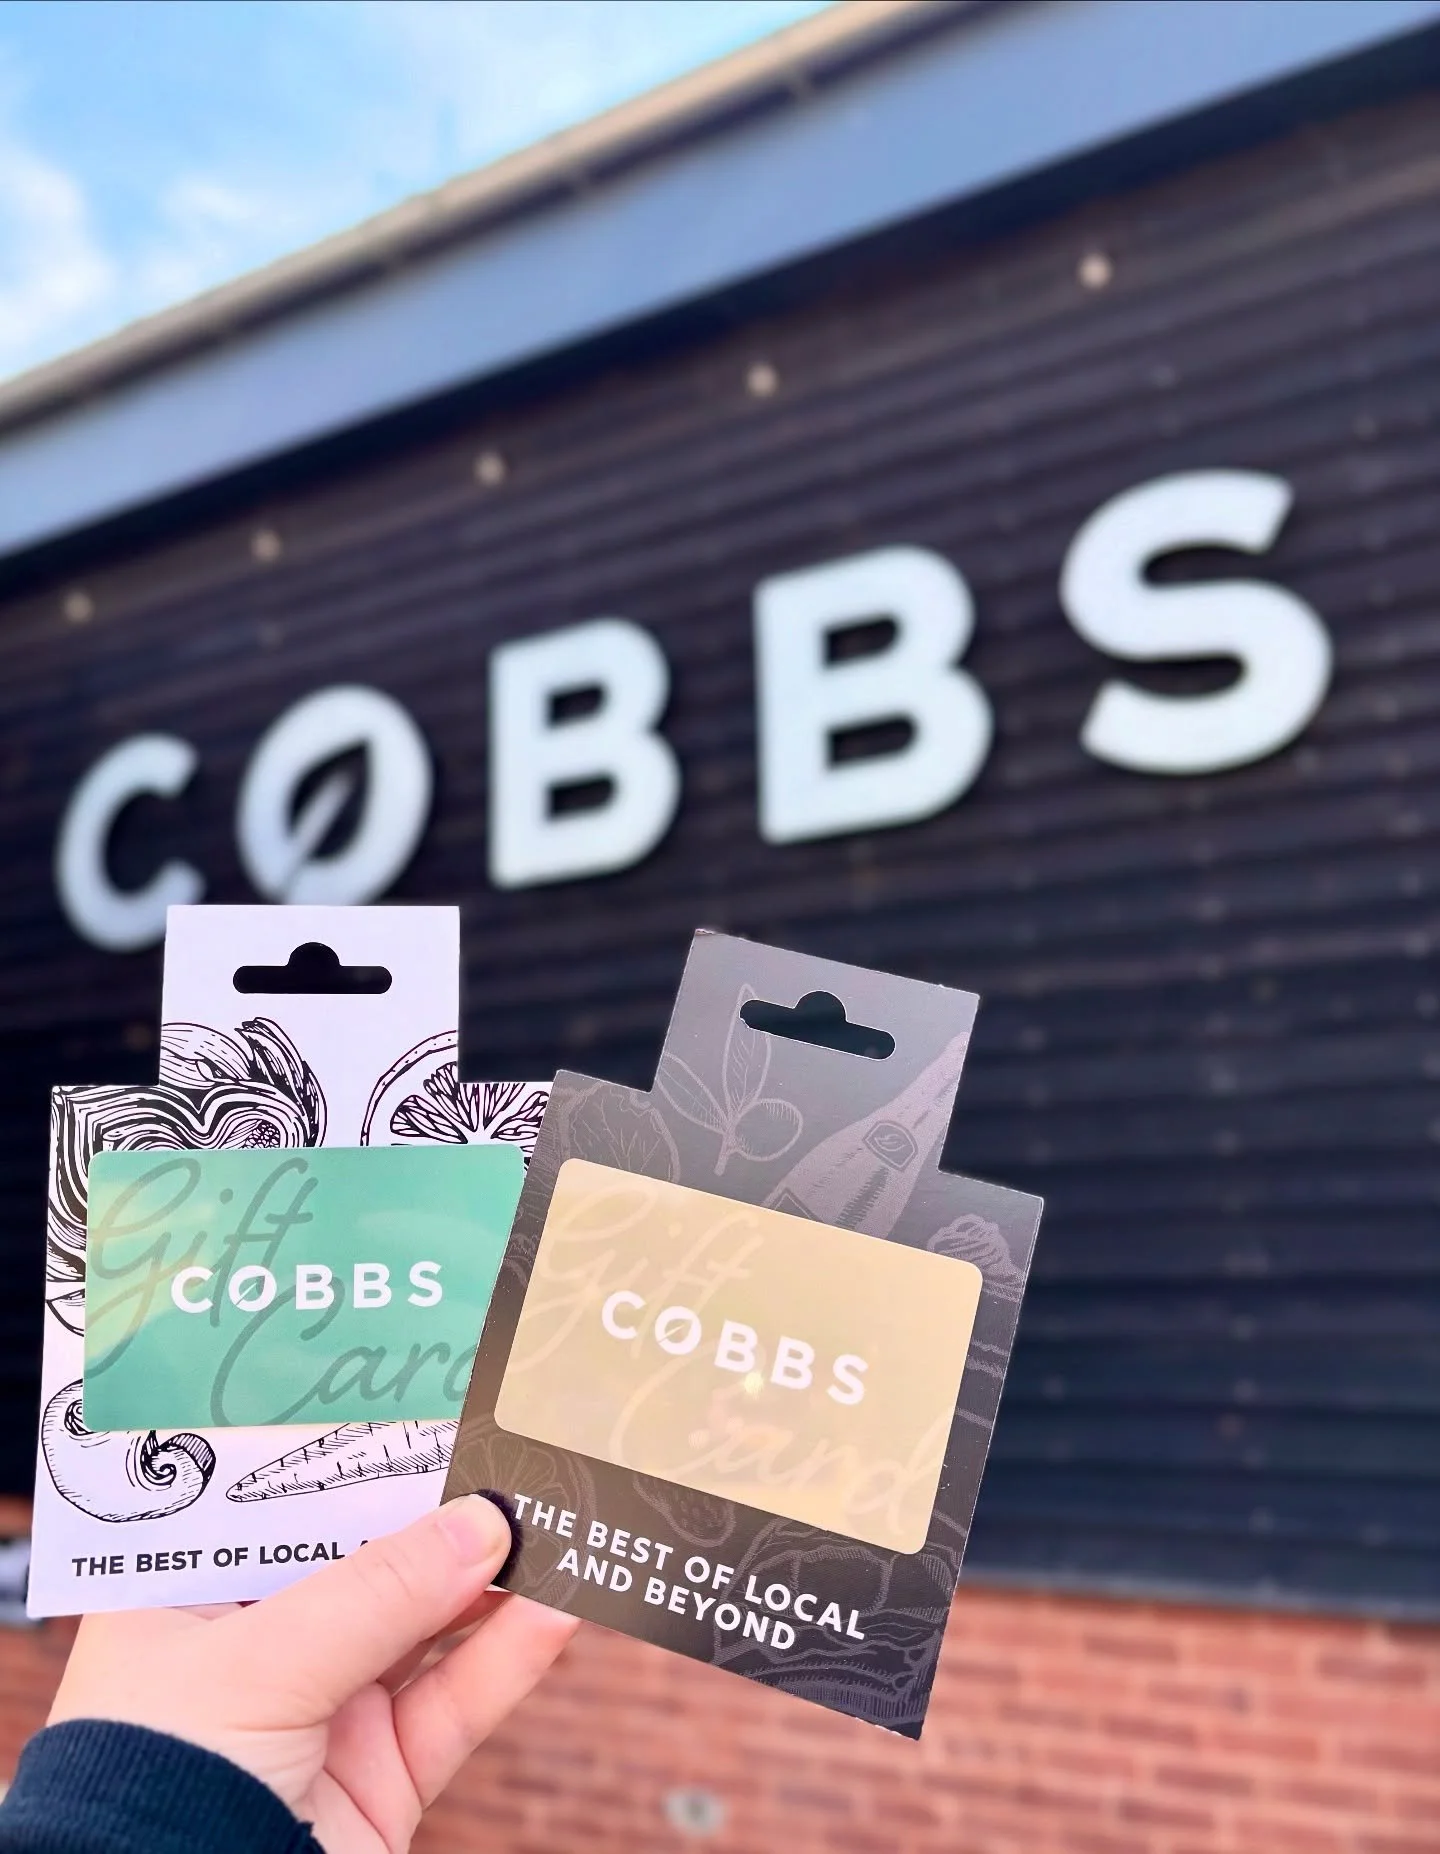 COBBS
Gift
Card
COBBS
THE BEST OF LOCAL
Gift
Card
COBBS
THE BEST OF LOCAL
AND BEYOND